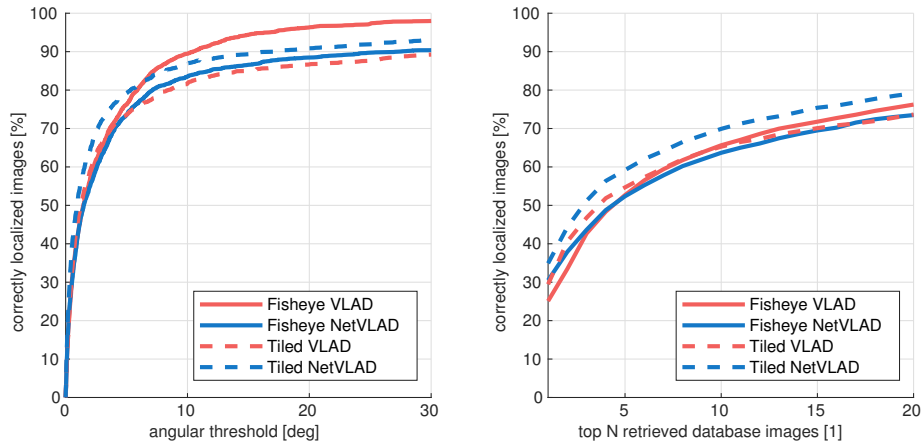 100
90
80
70
60
50
40
30
20
10
0
0 10 20 30
correctly localized images [%]
angular threshold [deg]
Fisheye VLAD
Fisheye NetVLAD
Tiled VLAD
Tiled NetVLAD
100
90
80
70
60
50
40
30
20
10
0
5 10 15 20
correctly localized images [%]
top N retrieved database images [1]
Fisheye VLAD
Fisheye NetVLAD
Tiled VLAD
Tiled NetVLAD